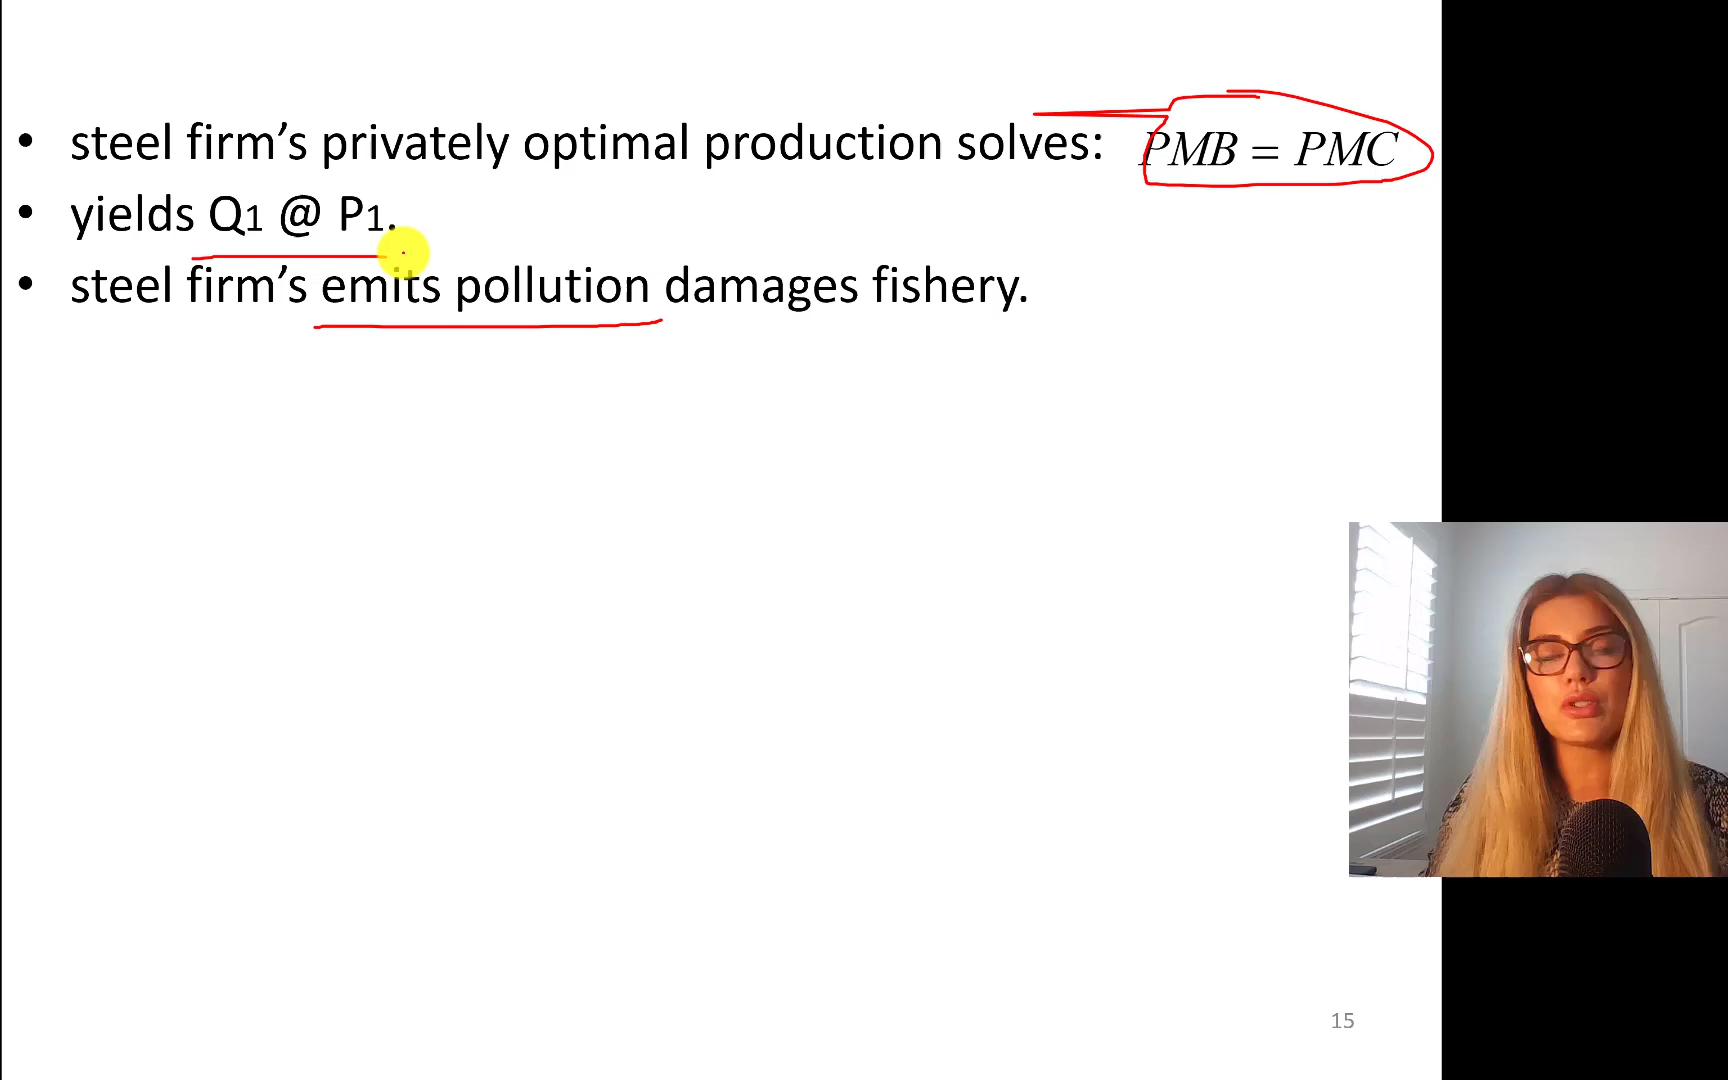 • steel firm’s privately optimal production solves: PMB = PMC
• yields Q1 @ P1.
• steel firm’s emits pollution damages fishery.
15